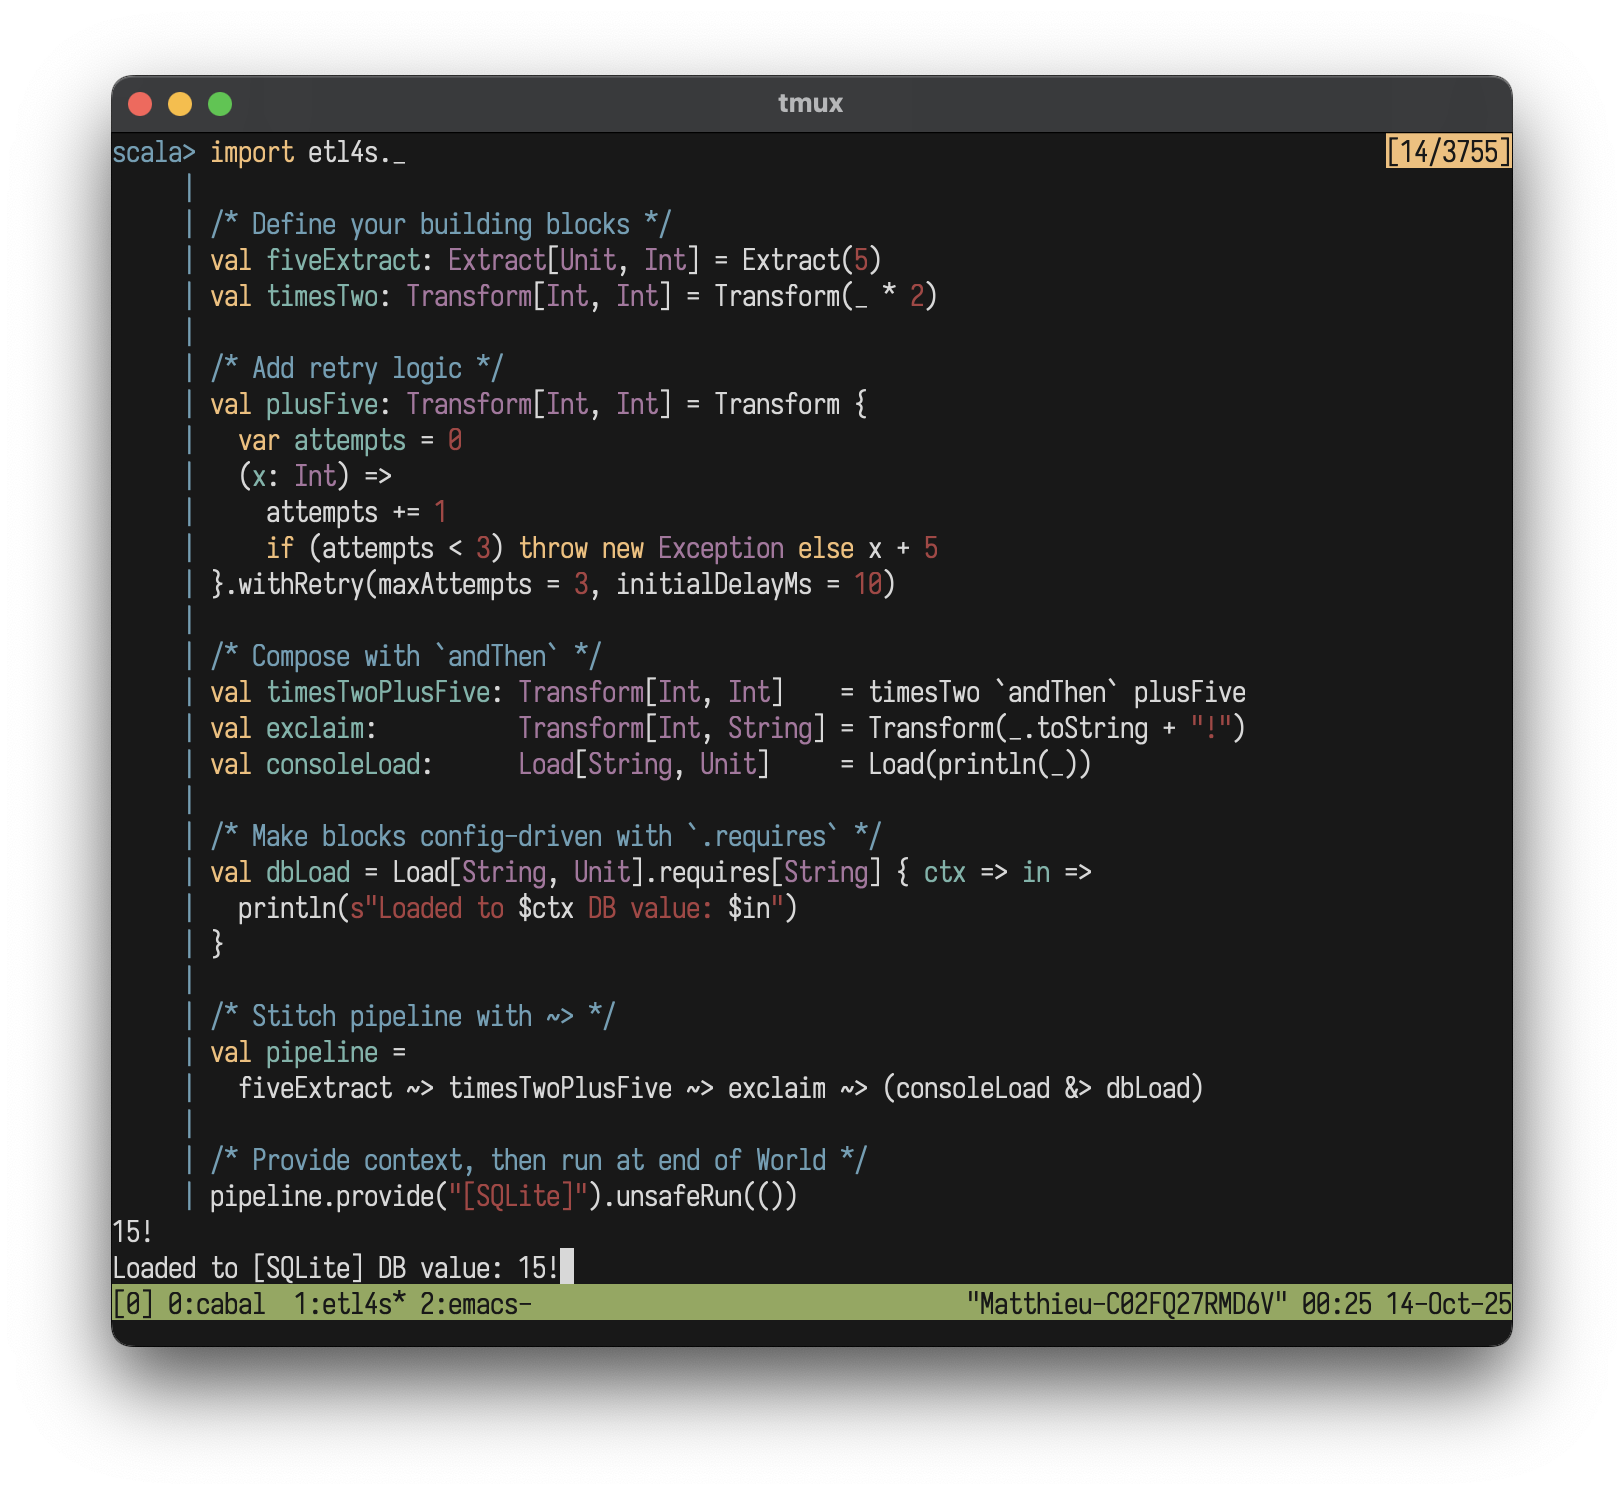 tmux
scala> import etl4s._ [14/3755]
|
| /* Define your building blocks */
| val fiveExtract: Extract[Unit, Int] = Extract(5)
| val timesTwo: Transform[Int, Int] = Transform(_ * 2)
|
| /* Add retry logic */
| val plusFive: Transform[Int, Int] = Transform {
|   var attempts = 0
|   (x: Int) =>
|     attempts += 1
|     if (attempts < 3) throw new Exception else x + 5
| }.withRetry(maxAttempts = 3, initialDelayMs = 10)
|
| /* Compose with `andThen` */
| val timesTwoPlusFive: Transform[Int, Int]    = timesTwo `andThen` plusFive
| val exclaim:          Transform[Int, String] = Transform(_.toString + "!")
| val consoleLoad:      Load[String, Unit]     = Load(println(_))
|
| /* Make blocks config-driven with `.requires` */
| val dbLoad = Load[String, Unit].requires[String] { ctx => in =>
|   println(s"Loaded to $ctx DB value: $in")
| }
|
| /* Stitch pipeline with ~> */
| val pipeline =
|   fiveExtract ~> timesTwoPlusFive ~> exclaim ~> (consoleLoad &> dbLoad)
|
| /* Provide context, then run at end of World */
| pipeline.provide("[SQLite]").unsafeRun(())
15!
Loaded to [SQLite] DB value: 15!
[0] 0:cabal  1:etl4s* 2:emacs- "Matthieu-C02FQ27RMD6V" 00:25 14-Oct-25